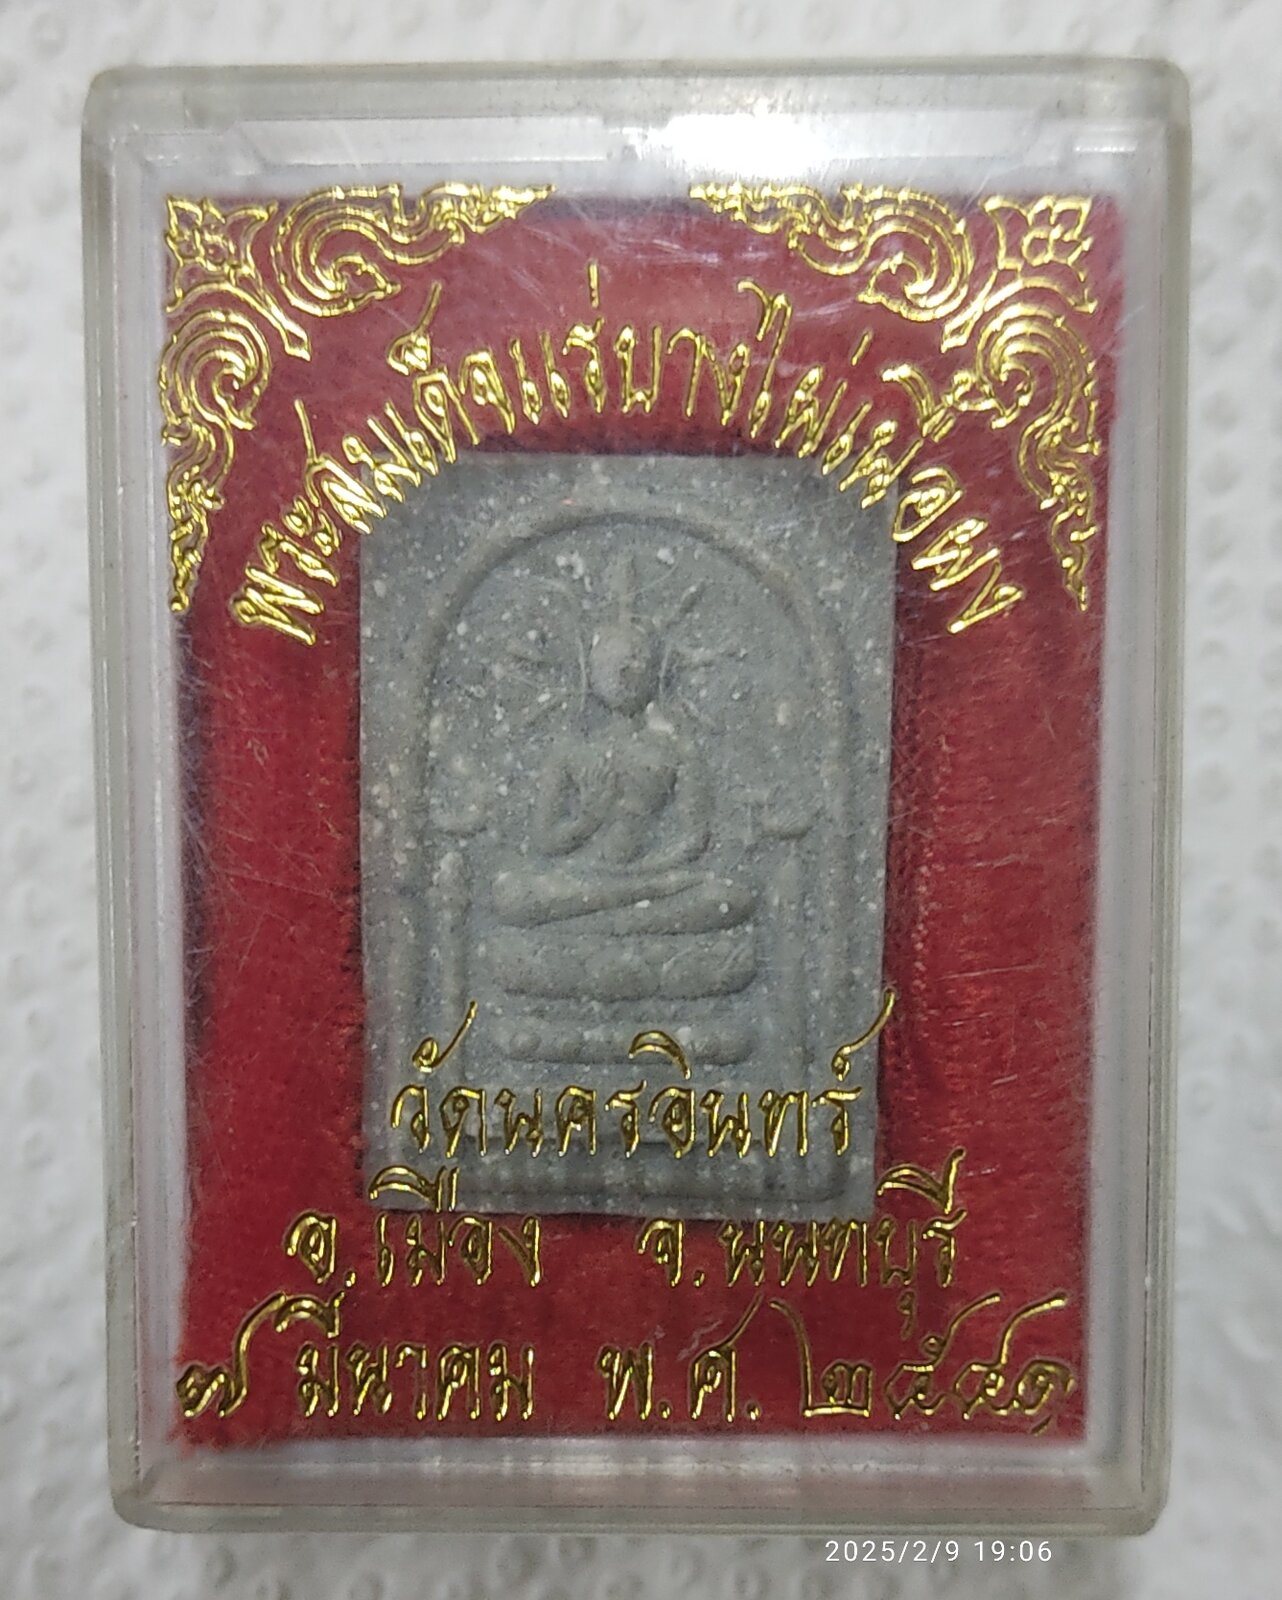 พระสมเด็จแร่บางไผ่เนื้อผง
วัดนครอินทร์
อ.เมือง จ.นนทบุรี
๗ มีนาคม พ.ศ. ๒๕๕๑
2025/2/9 19:06